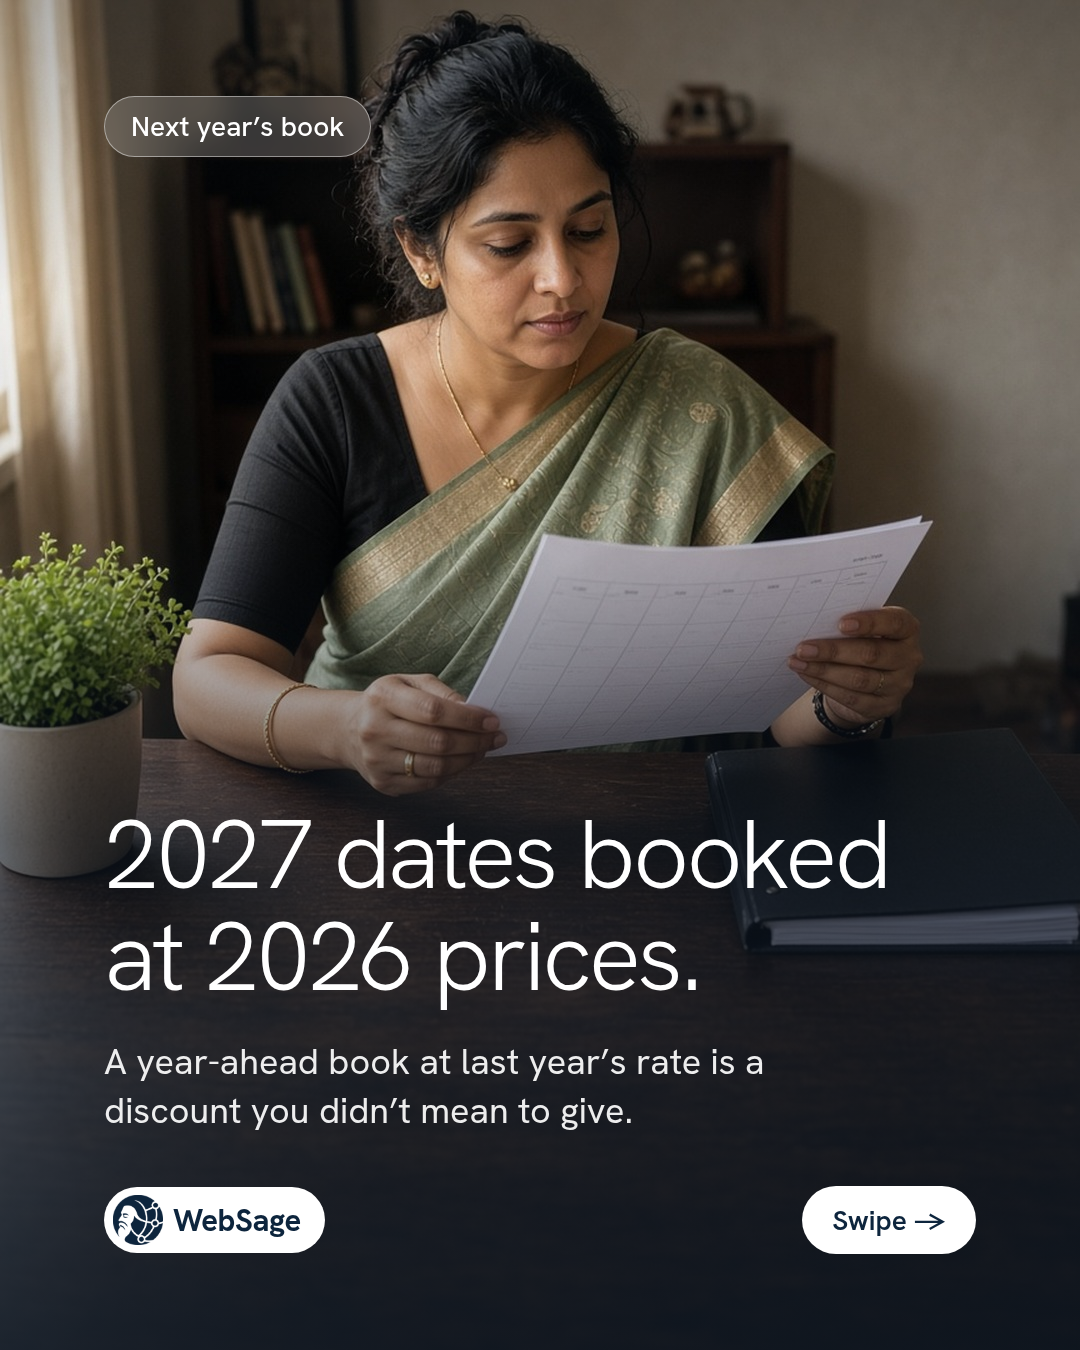 Next year’s book
2027 dates booked
at 2026 prices.
A year-ahead book at last year’s rate is a
discount you didn’t mean to give.
WebSage
Swipe →